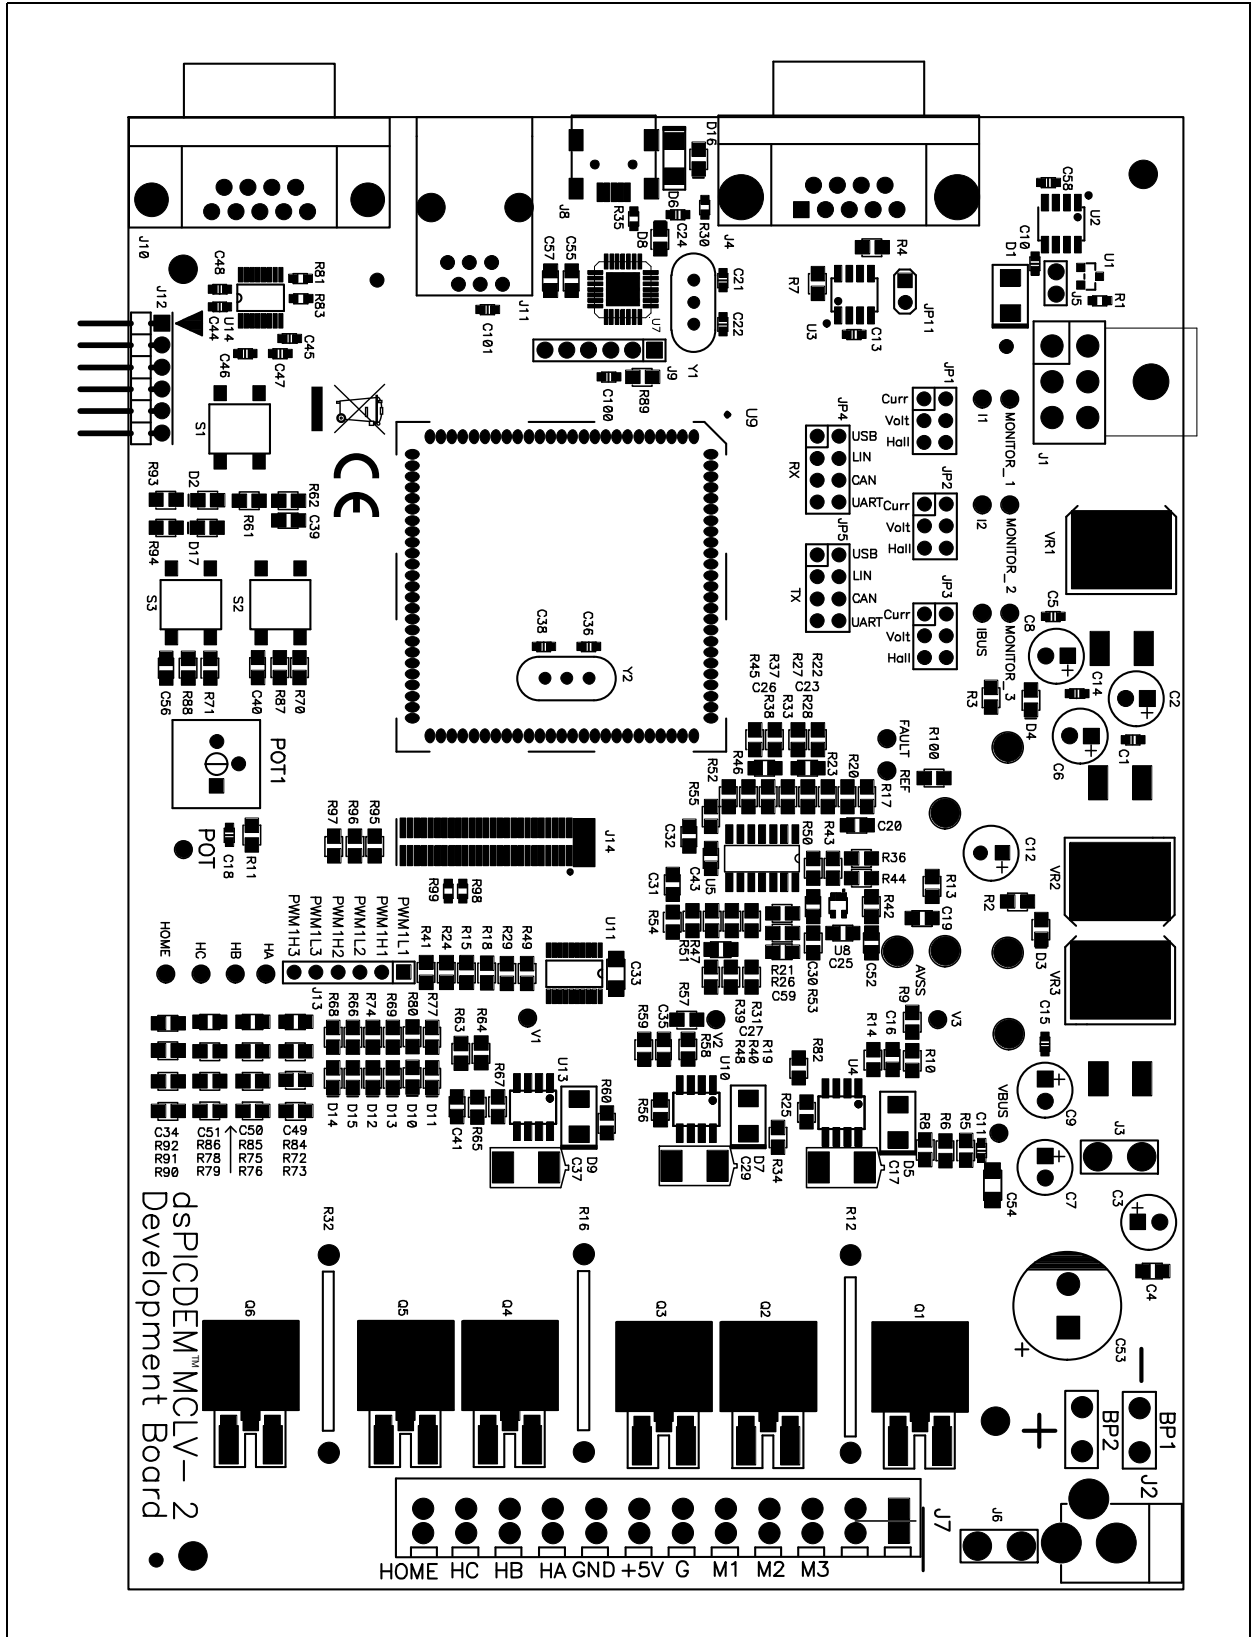 D16
D6
J8
R35
D8
C24
R30
J4
C57
C55
U7
C21
C22
Y1
J9
C100
R89
J10
J12
C48
C44
U14
R81
R83
C45
C46
C47
J11
C101
S1
R4
R7
U3
C13
JP11
C58
U2
C10
D1
U1
J5
R1
J1
JP1
Curr
Volt
Hall
I1
MONITOR_1
JP4
USB
LIN
CAN
UART
RX
JP2
Curr
Volt
Hall
I2
MONITOR_2
JP5
USB
LIN
CAN
UART
TX
JP3
Curr
Volt
Hall
IBUS
MONITOR_3
VR1
C5
C8
C14
C2
R3
D4
C6
C1
U9
R93
D2
R61
R62
C39
R94
D17
S3
S2
C38
C36
Y2
C56
R88
R71
C40
R87
R70
POT1
POT
C18
R11
R97
R96
R95
J14
R99
R98
R45
R37
C26
R38
R33
R27
R22
C23
R28
FAULT
REF
R100
R52
R46
R55
R23
R20
R17
C20
C32
U5
R50
R43
R36
R44
C31
C43
R42
R13
C19
R2
C12
VR2
D3
VR3
R54
R51
R47
U8
C25
C30
R53
C52
R21
R26
C59
AVSS
HOME
HC
HB
HA
PWM1H3
PWM1L3
PWM1H2
PWM1L2
PWM1H1
PWM1L1
J13
R41
R24
R15
R18
R29
R49
U11
C33
V1
R57
V2
R39
R31
C27
R48
R40
R19
R9
V3
C15
R68
R66
R74
R69
R80
R77
R63
R64
R59
C35
R58
R82
R14
C16
R10
D14
D15
D12
D13
D10
D11
C41
R65
R67
U13
R60
R56
U10
R25
U4
VBUS
C9
J3
D9
C37
D7
C29
R34
D5
C17
R8
R6
R5
C11
C54
C7
C3
C4
C34
R92
R91
R90
C51
R86
R78
R79
C50
R85
R75
R76
C49
R84
R72
R73
dsPICDEM™ MCLV- 2
Development Board
R32
R16
R12
Q6
Q5
Q4
Q3
Q2
Q1
C53
+
-
BP2
BP1
J2
J6
J7
HOME HC HB HA GND +5V G M1 M2 M3